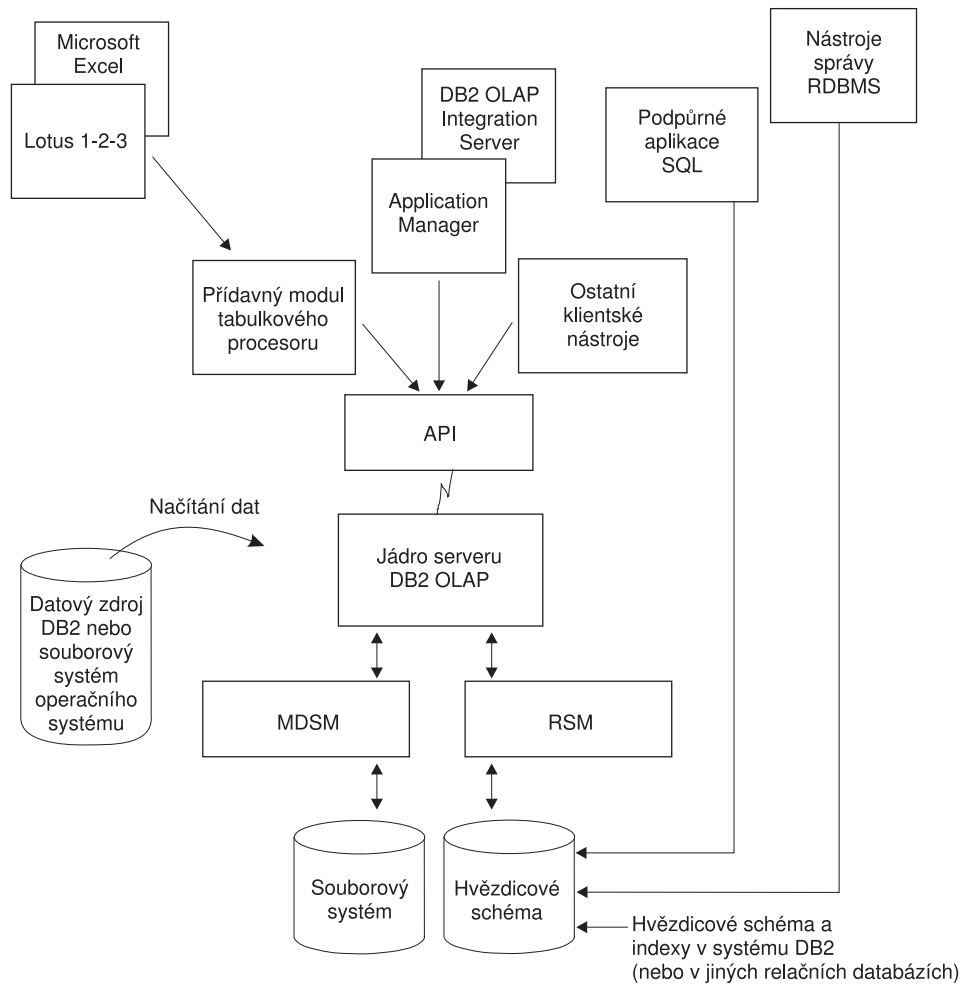 Microsoft
Excel
Lotus 1-2-3
DB2 OLAP
Integration
Server
Application
Manager
Podpůrné
aplikace
SQL
Nástroje
správy
RDBMS
Přídavný modul
tabulkového
procesoru
Ostatní
klientské
nástroje
API
Načítání dat
Jádro serveru
DB2 OLAP
Datový zdroj
DB2 nebo
souborový
systém
operačního
systému
MDSM
RSM
Souborový
systém
Hvězdicové
schéma
Hvězdicové schéma a
indexy v systému DB2
(nebo v jiných relačních databázích)